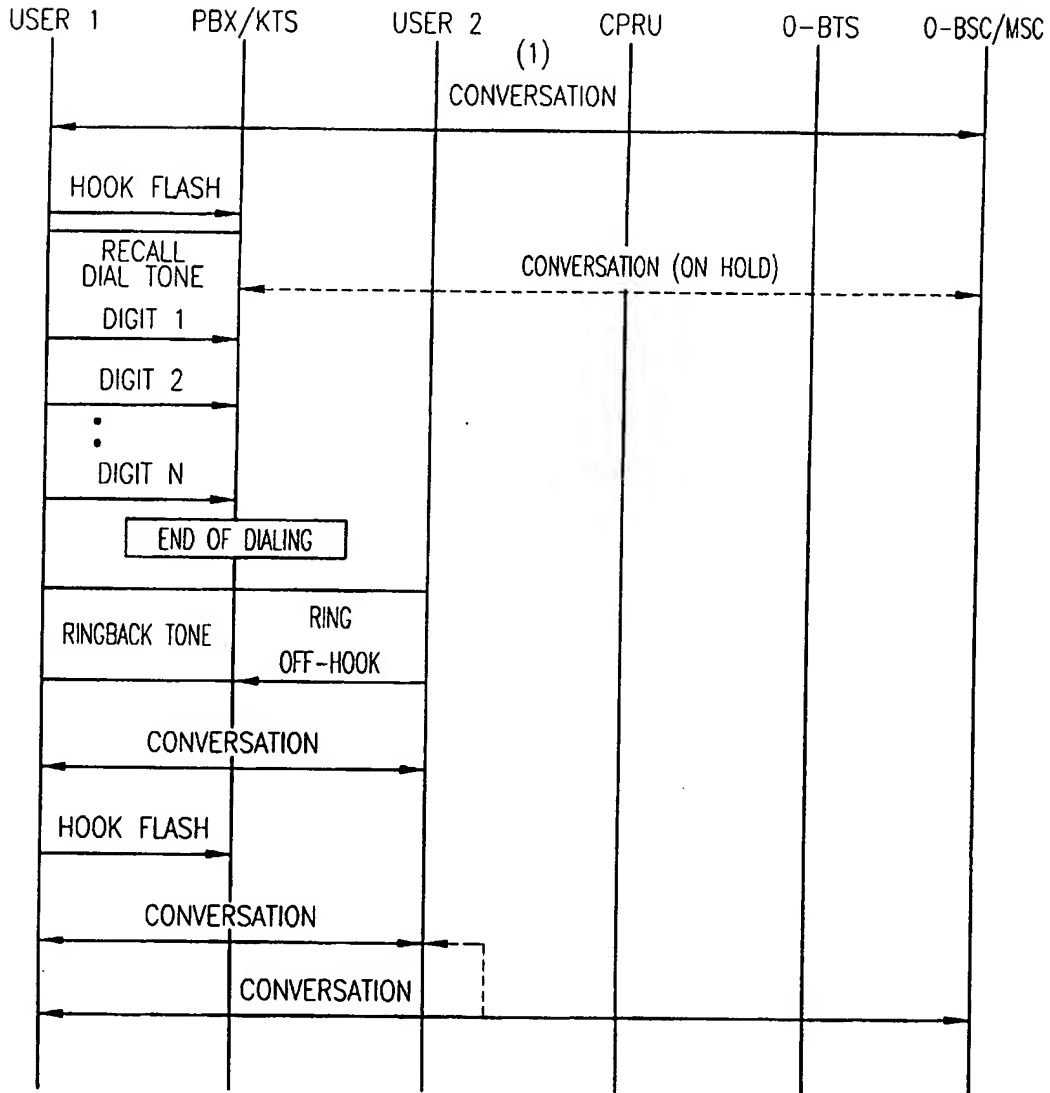 USER 1 PBX/KTS USER 2 CPRU O-BTS O-BSC/MSC
(1)
CONVERSATION
HOOK FLASH
RECALL
DIAL TONE
CONVERSATION (ON HOLD)
DIGIT 1
DIGIT 2
DIGIT N
END OF DIALING
RINGBACK TONE
RING
OFF-HOOK
CONVERSATION
HOOK FLASH
CONVERSATION
CONVERSATION